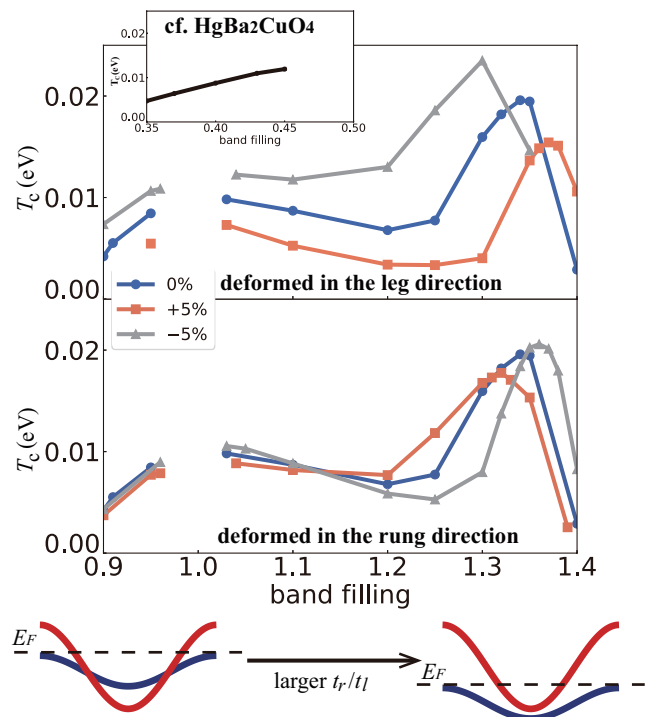 cf. HgBa2CuO4
0.02
0.01
0.00
Tc(eV)
0.35
0.40
0.45
0.50
band filling
0.02
0.01
0.00
Tc (eV)
0%
+5%
−5%
deformed in the leg direction
0.02
0.01
0.00
Tc (eV)
deformed in the rung direction
0.9
1.0
1.1
1.2
1.3
1.4
band filling
EF
larger tr/tl
EF